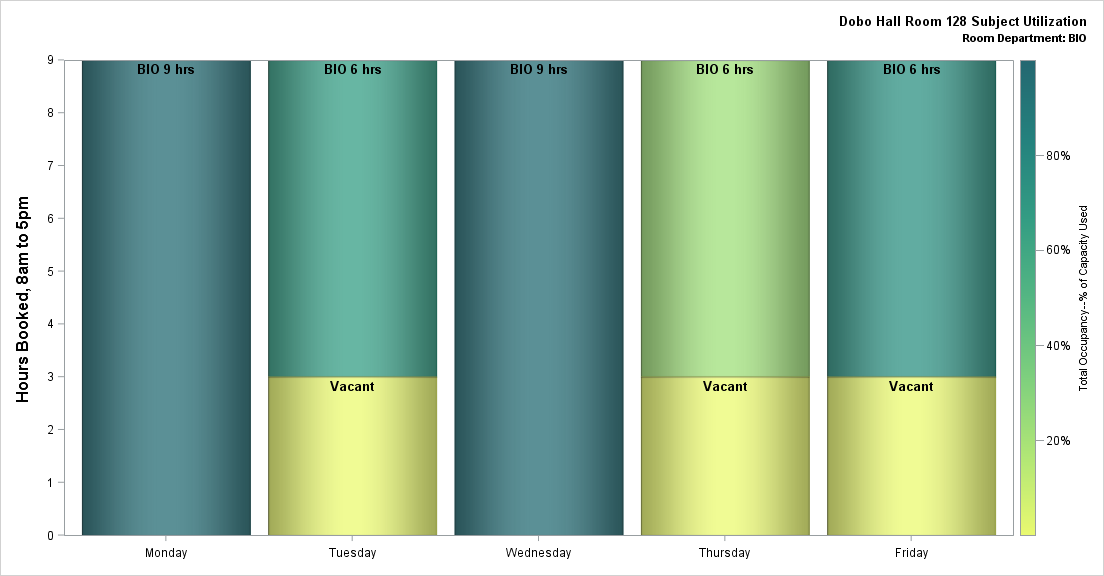 Dobo Hall Room 128 Subject Utilization
Room Department: BIO
Hours Booked, 8am to 5pm
9
8
7
6
5
4
3
2
1
0
BIO 9 hrs
BIO 6 hrs
BIO 9 hrs
BIO 6 hrs
BIO 6 hrs
Vacant
Vacant
Vacant
Monday
Tuesday
Wednesday
Thursday
Friday
80%
60%
40%
20%
Total Occupancy--% of Capacity Used